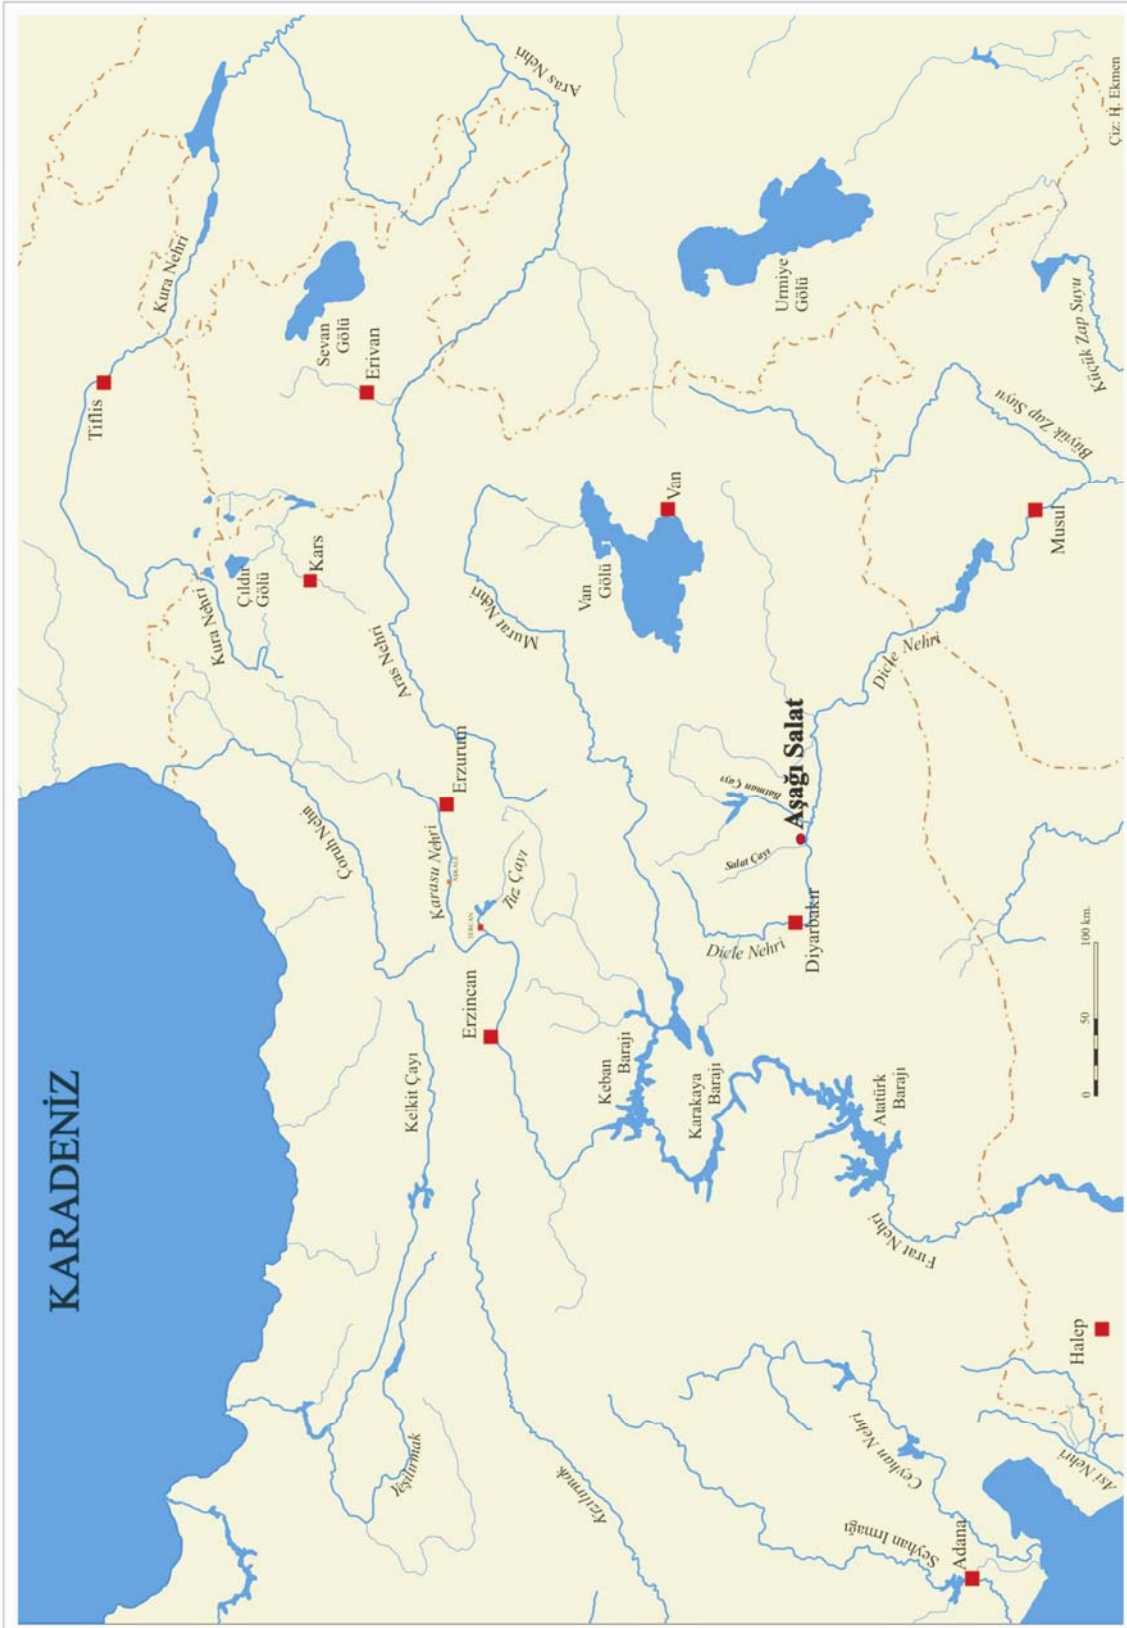 KARADENİZ
Tiflis
Kura Nehri
Kura Nehri
Çıldır
Gölü
Kars
Sevan
Gölü
Erivan
Aras Nehri
Aras Nehri
Çoruh Nehri
Erzurum
Karasu Nehri
AŞKALE
TERCAN
Tuz Çayı
Erzincan
Kelkit Çayı
Yeşilırmak
Kızılırmak
Murat Nehri
Van
Gölü
Van
Urmiye
Gölü
Keban
Barajı
Karakaya
Barajı
Atatürk
Barajı
Fırat Nehri
Dicle Nehri
Diyarbakır
Salat Çayı
Batman Çayı
Aşağı Salat
Dicle Nehri
Musul
Büyük Zap Suyu
Küçük Zap Suyu
Ceyhan Nehri
Seyhan Irmağı
Adana
Asi Nehri
Halep
0 50 100 km.
Çiz: H. Ekmen